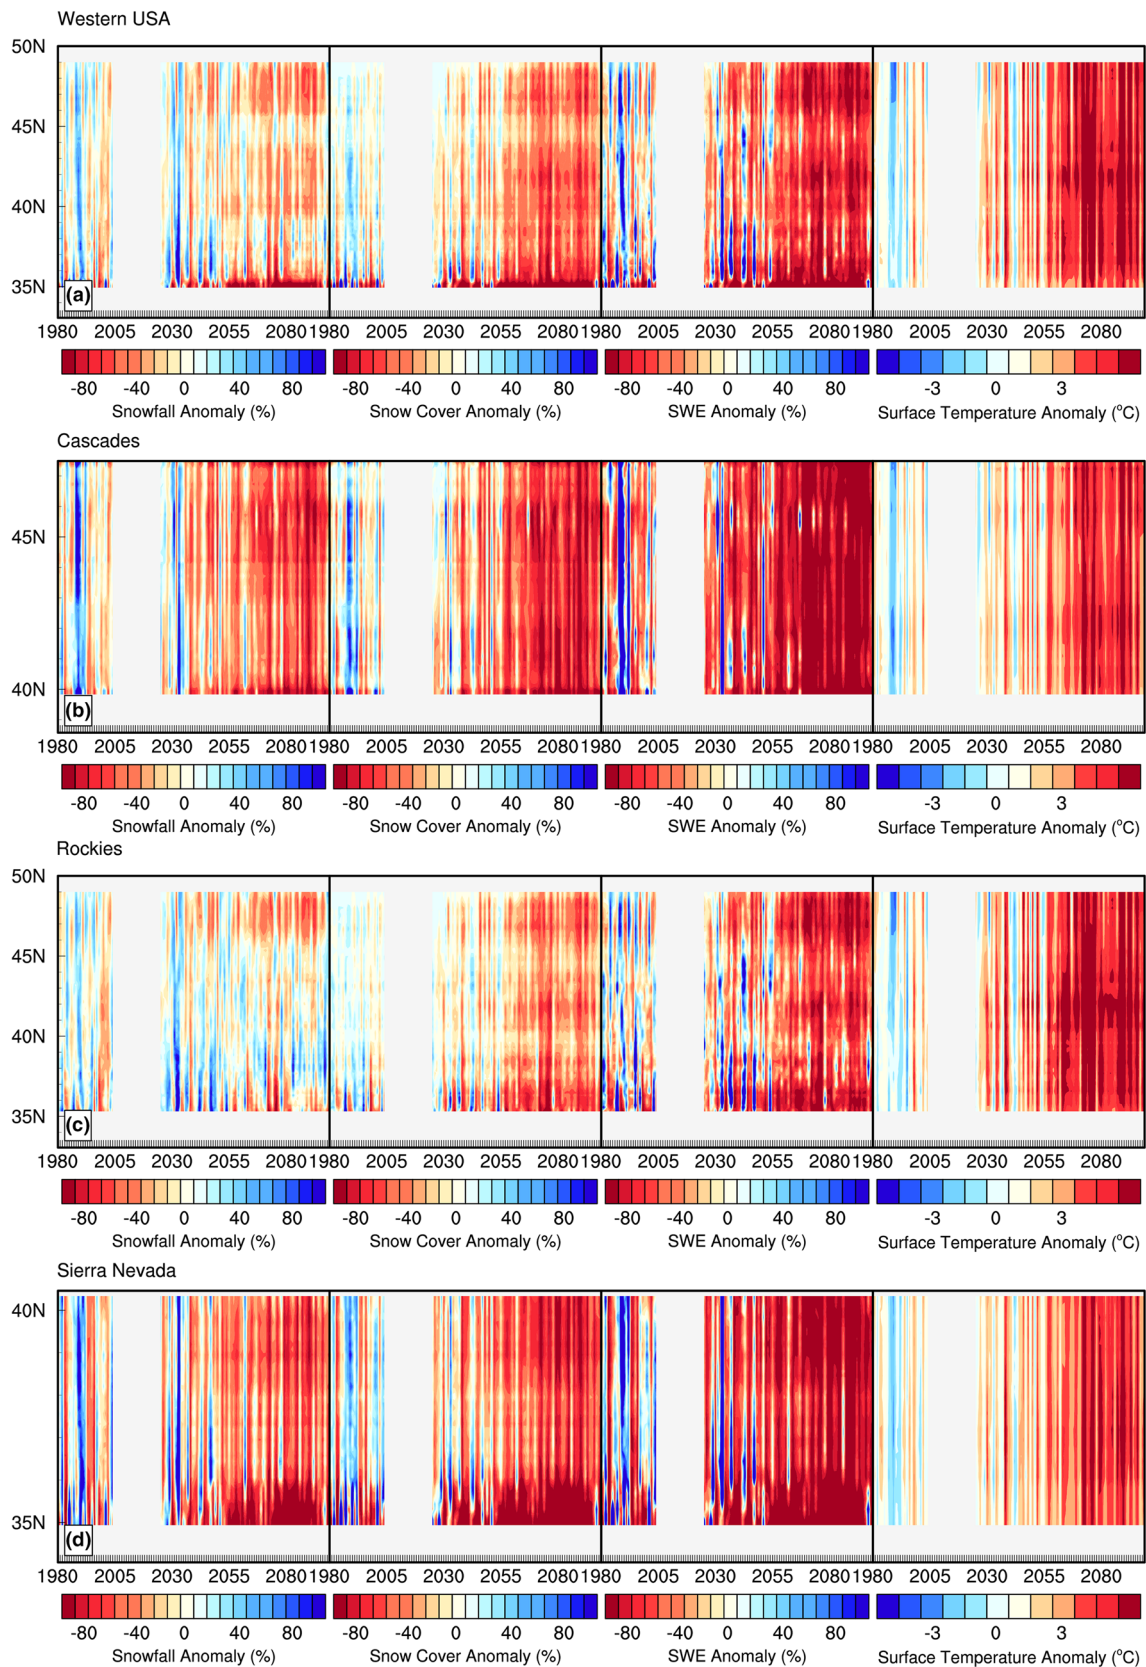 Western USA
50N
45N
40N
35N
(a)
1980 2005 2030 2055 2080 1980 2005 2030 2055 2080 1980 2005 2030 2055 2080 1980 2005 2030 2055 2080
-80 -40 0 40 80 -80 -40 0 40 80 -80 -40 0 40 80 -3 0 3
Snowfall Anomaly (%) Snow Cover Anomaly (%) SWE Anomaly (%) Surface Temperature Anomaly (°C)
Cascades
45N
40N
(b)
1980 2005 2030 2055 2080 1980 2005 2030 2055 2080 1980 2005 2030 2055 2080 1980 2005 2030 2055 2080
-80 -40 0 40 80 -80 -40 0 40 80 -80 -40 0 40 80 -3 0 3
Snowfall Anomaly (%) Snow Cover Anomaly (%) SWE Anomaly (%) Surface Temperature Anomaly (°C)
Rockies
50N
45N
40N
35N
(c)
1980 2005 2030 2055 2080 1980 2005 2030 2055 2080 1980 2005 2030 2055 2080 1980 2005 2030 2055 2080
-80 -40 0 40 80 -80 -40 0 40 80 -80 -40 0 40 80 -3 0 3
Snowfall Anomaly (%) Snow Cover Anomaly (%) SWE Anomaly (%) Surface Temperature Anomaly (°C)
Sierra Nevada
40N
35N
(d)
1980 2005 2030 2055 2080 1980 2005 2030 2055 2080 1980 2005 2030 2055 2080 1980 2005 2030 2055 2080
-80 -40 0 40 80 -80 -40 0 40 80 -80 -40 0 40 80 -3 0 3
Snowfall Anomaly (%) Snow Cover Anomaly (%) SWE Anomaly (%) Surface Temperature Anomaly (°C)